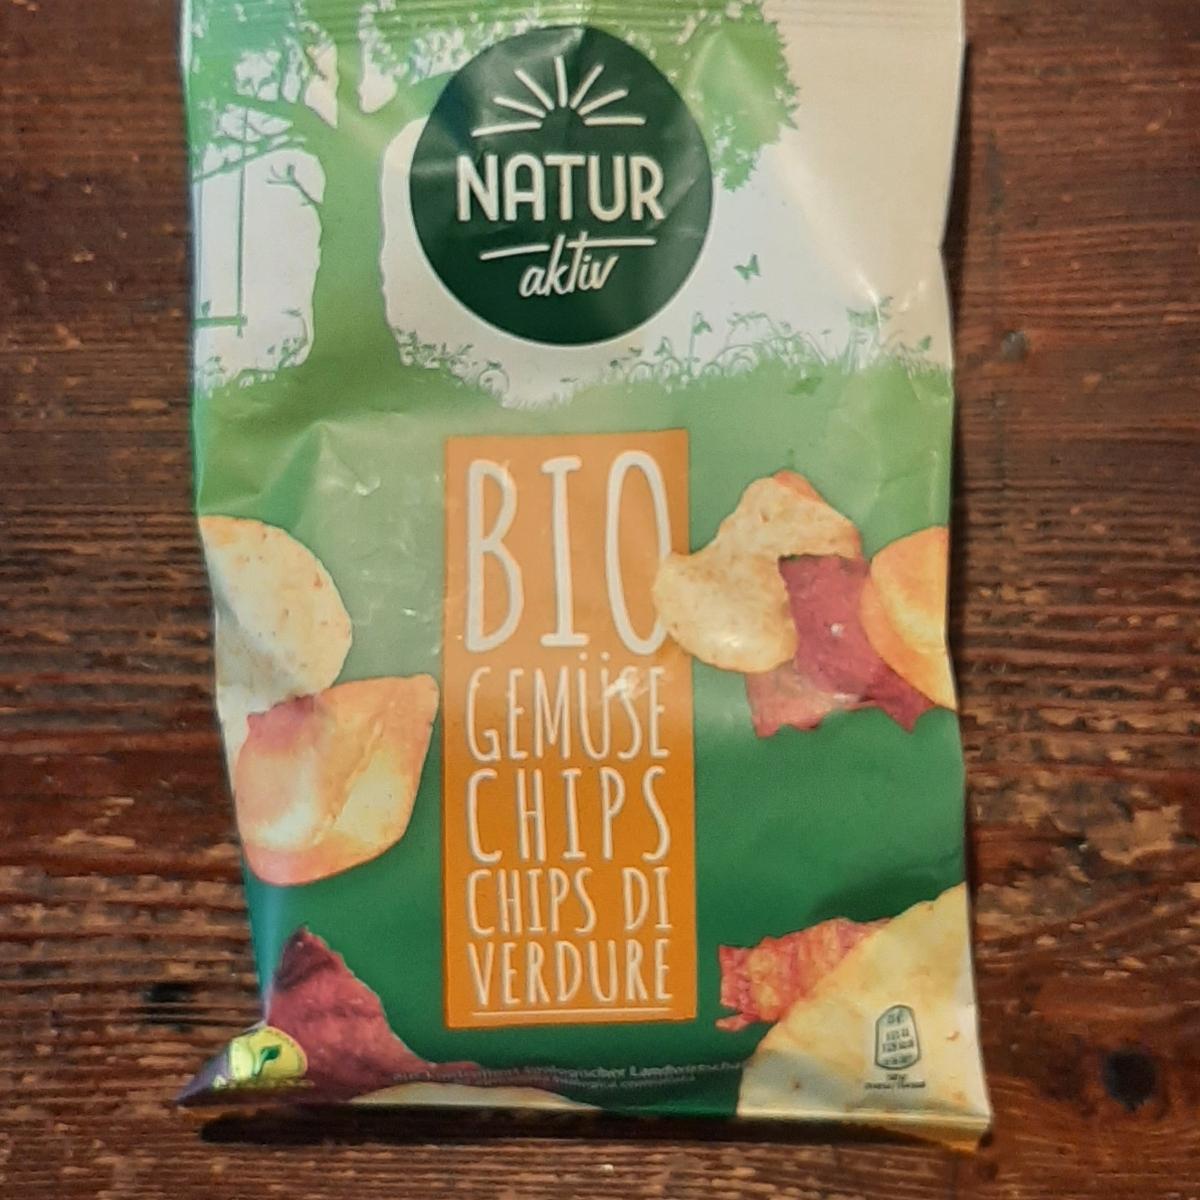 NATUR
aktiv
BIO
GEMÜSE
CHIPS
CHIPS DI
VERDURE